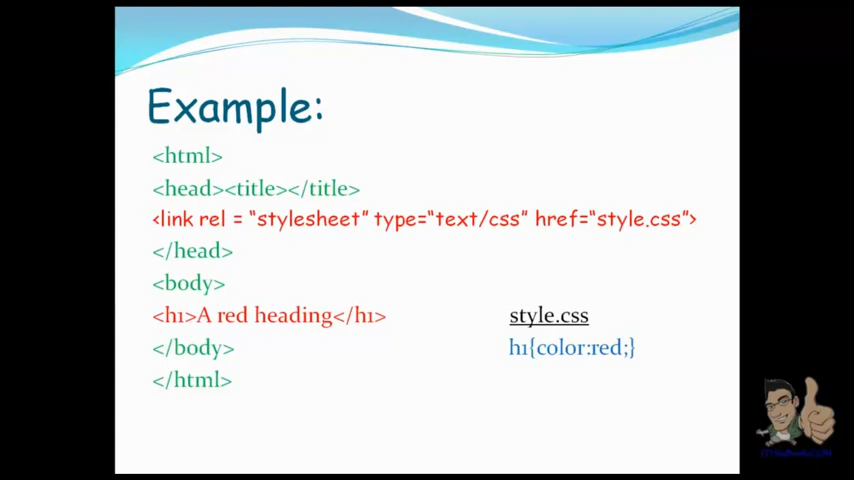 Example:
<html>
<head><title></title>
<link rel = “stylesheet” type=“text/css” href=“style.css”>
</head>
<body>
<h1>A red heading</h1>
style.css
</body>
h1{color:red;}
</html>